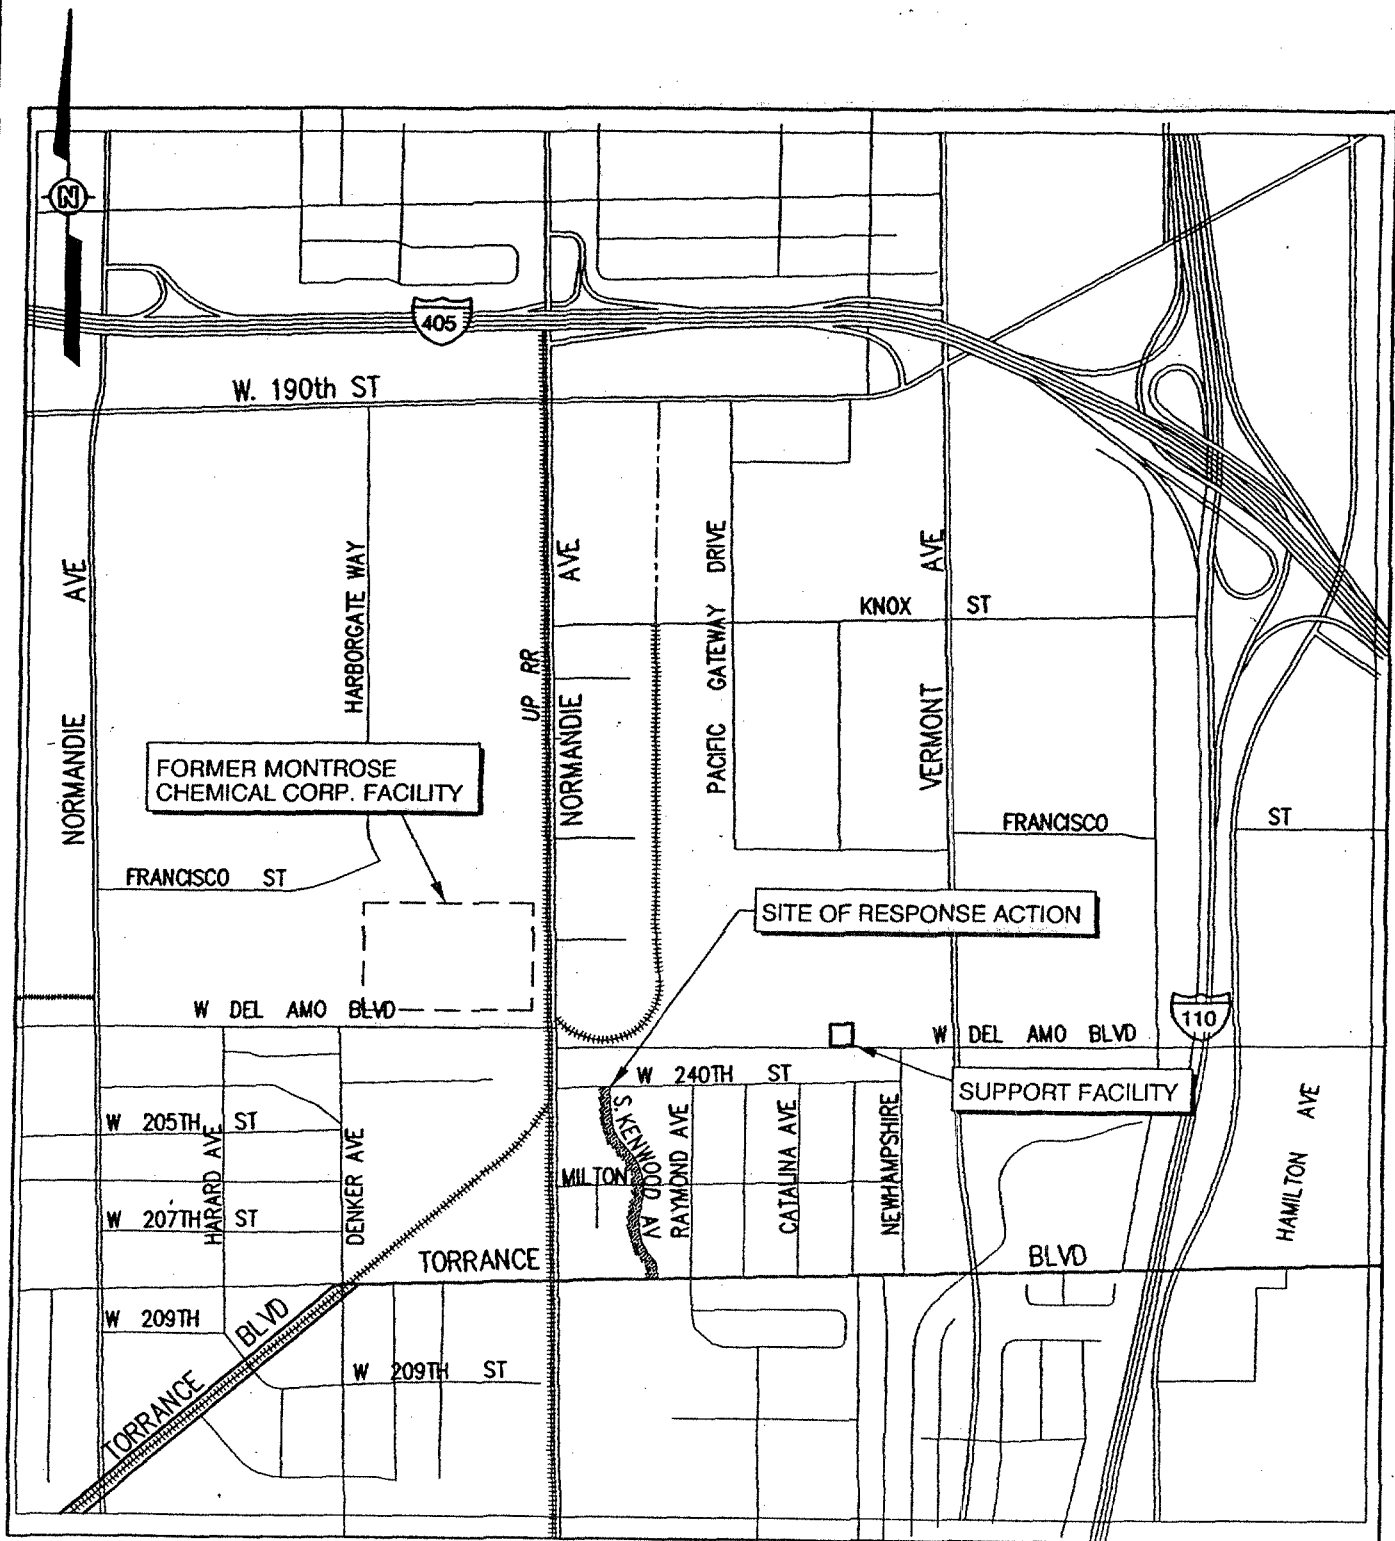 N
405
W. 190th ST
NORMANDIE AVE
HARBORGATE WAY
UP RR
NORMANDIE AVE
PACIFIC GATEWAY DRIVE
VERMONT AVE
KNOX ST
FORMER MONTROSE
CHEMICAL CORP. FACILITY
FRANCISCO ST
FRANCISCO ST
SITE OF RESPONSE ACTION
W DEL AMO BLVD
110
W DEL AMO BLVD
W 240TH ST
SUPPORT FACILITY
W 205TH ST
HARARD AVE
DENKER AVE
S. KENWOOD AV
RAYMOND AVE
CATALINA AVE
NEWHAMPSHIRE
HAMILTON AVE
MILTON
W 207TH ST
TORRANCE BLVD
W 209TH
TORRANCE BLVD
W 209TH ST